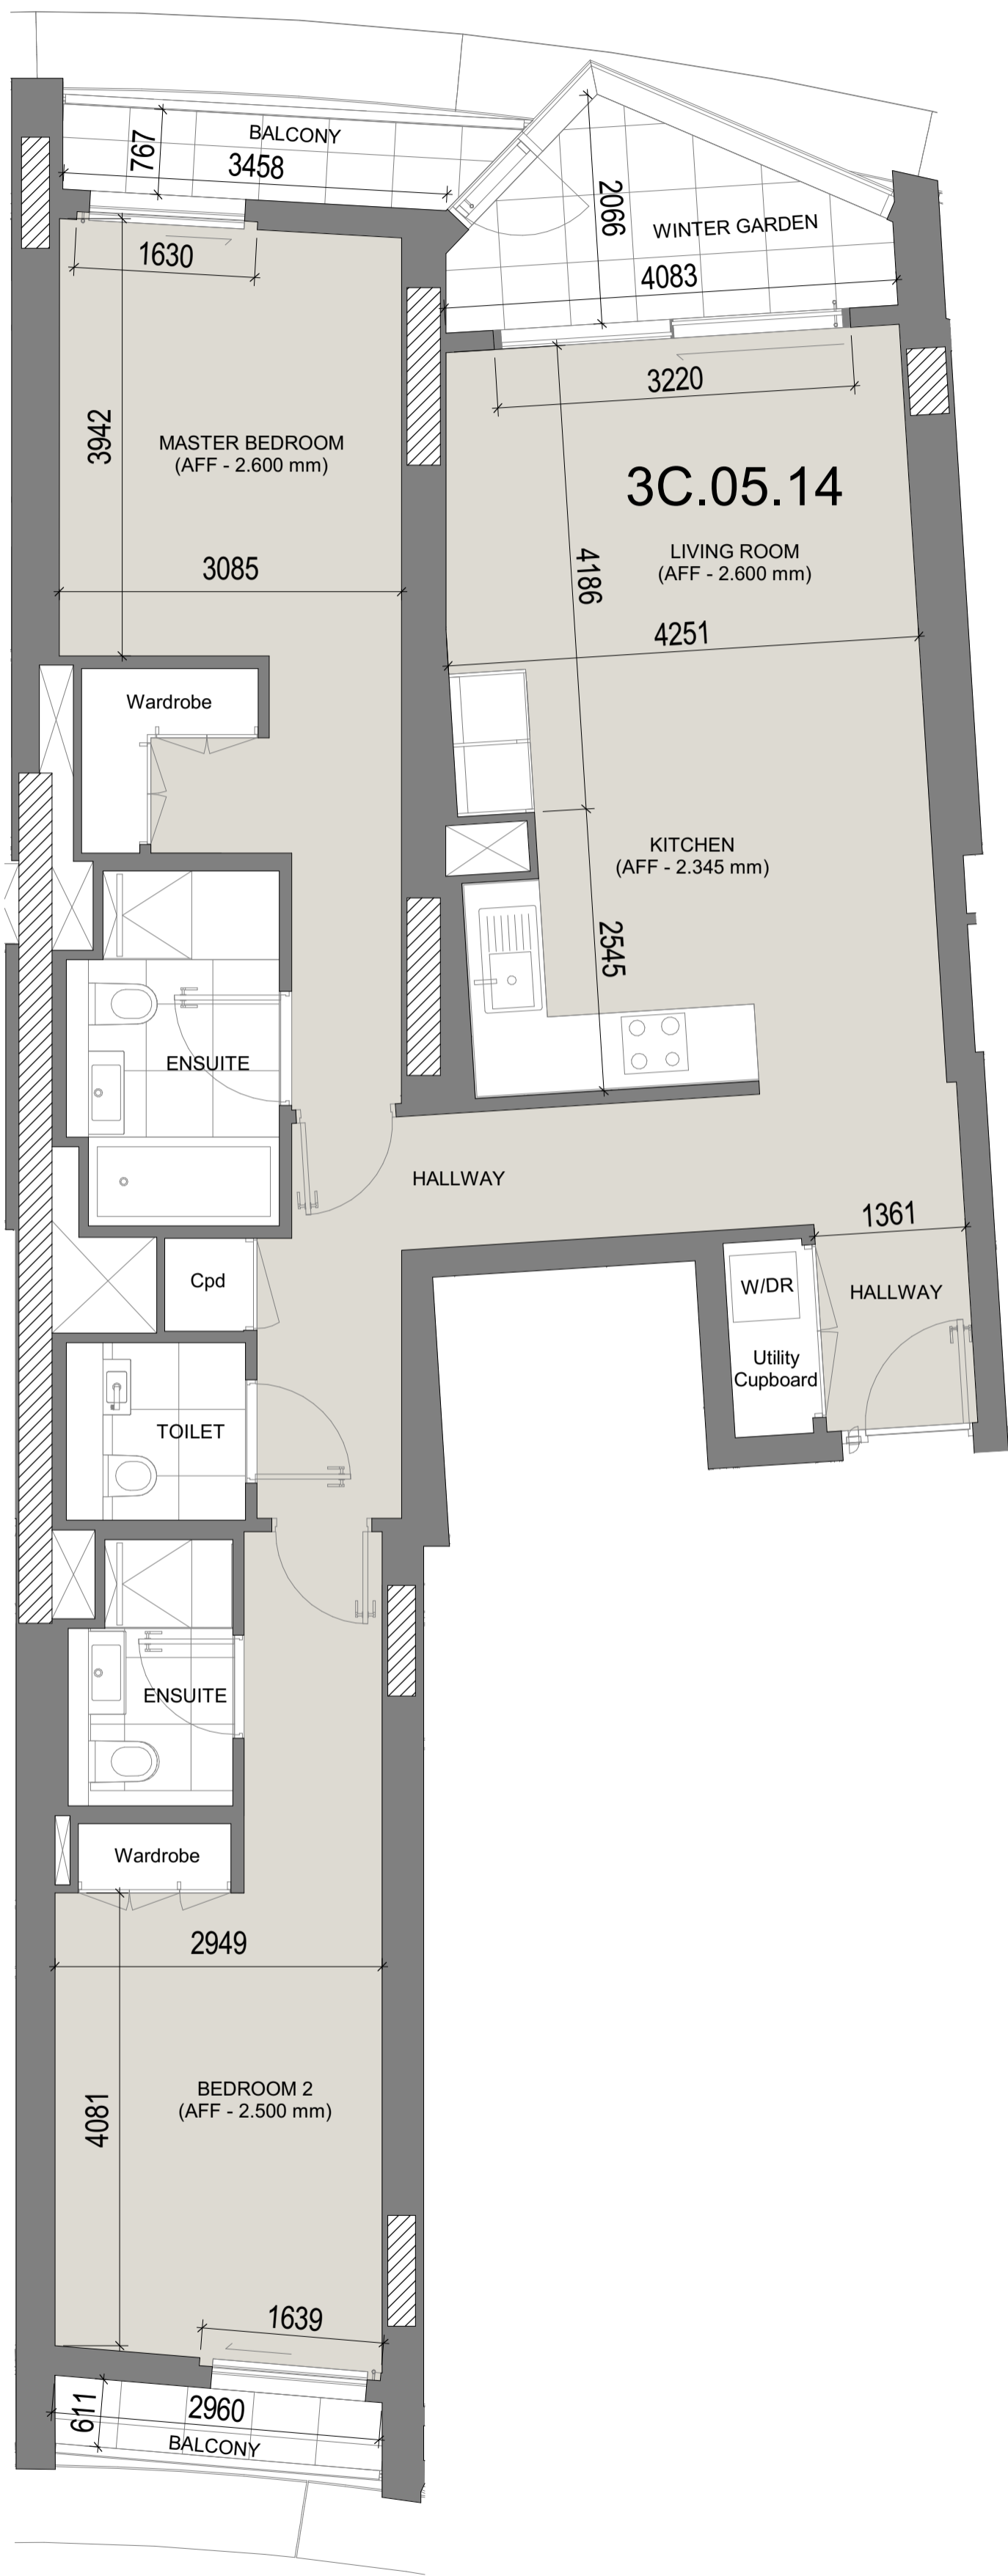 BALCONY
767
3458
2066
WINTER GARDEN
4083
1630
3220
3942
MASTER BEDROOM
(AFF - 2.600 mm)
3C.05.14
LIVING ROOM
(AFF - 2.600 mm)
3085
4186
4251
Wardrobe
KITCHEN
(AFF - 2.345 mm)
2545
ENSUITE
HALLWAY
1361
Cpd
W/DR
HALLWAY
Utility
Cupboard
TOILET
ENSUITE
Wardrobe
2949
BEDROOM 2
(AFF - 2.500 mm)
4081
1639
611
2960
BALCONY